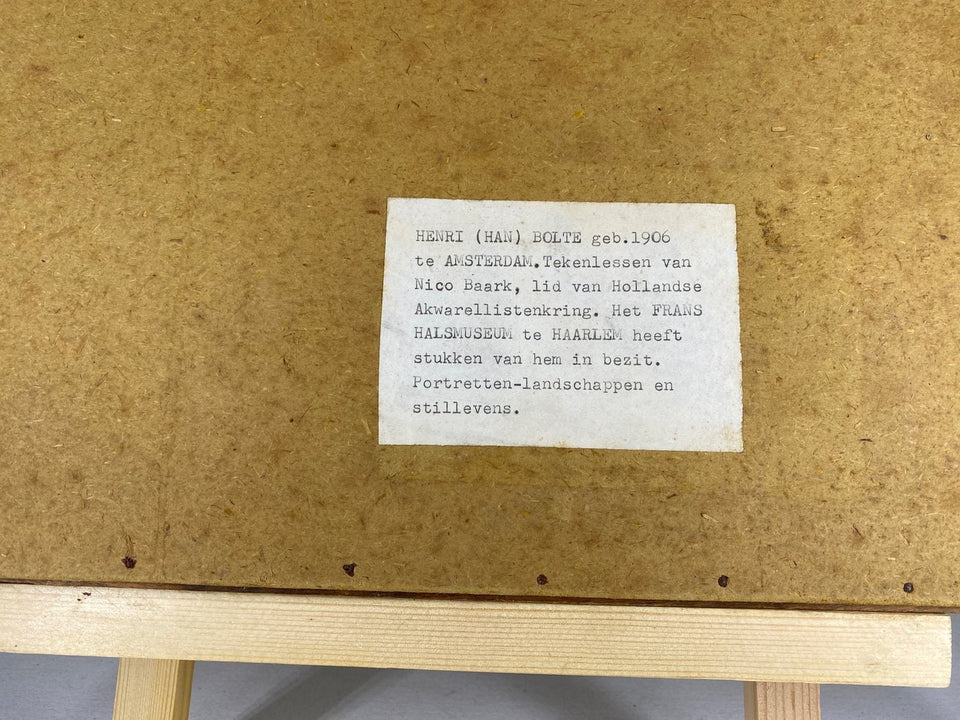 HENRI (HAN) BOLTE geb.1906
te AMSTERDAM.Tekenlessen van
Nico Baark, lid van Hollandse
Akwarellistenkring. Het FRANS
HALSMUSEUM te HAARLEM heeft
stukken van hem in bezit.
Portretten-landschappen en
stillevens.